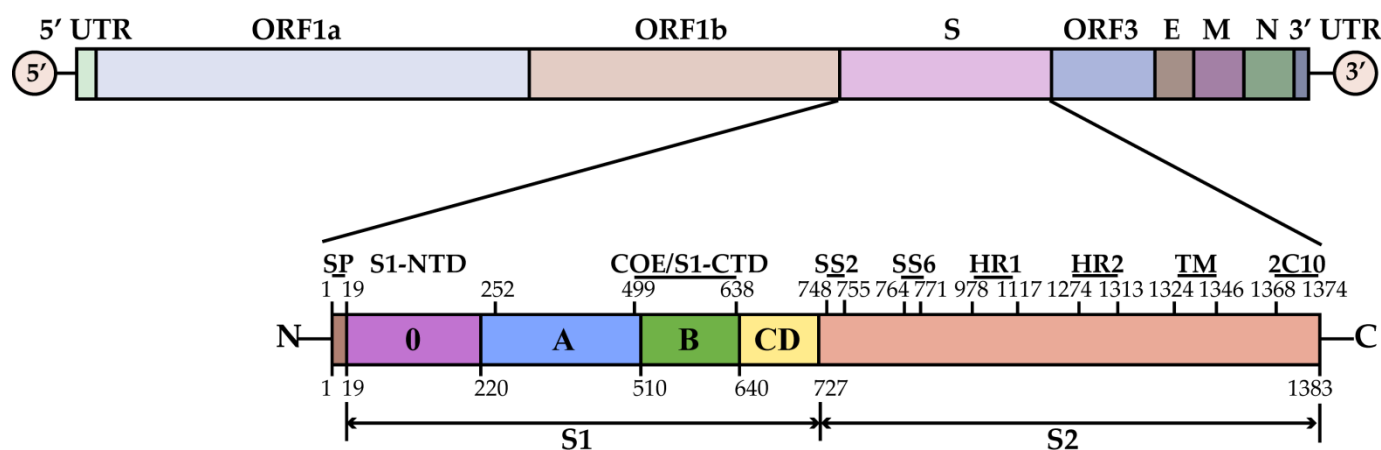 5′ UTR ORF1a ORF1b S ORF3 E M N 3′ UTR
5′ 3′
SP S1-NTD COE/S1-CTD SS2 SS6 HR1 HR2 TM 2C10
1 19 252 499 638 748 755 764 771 978 1117 1274 1313 1324 1346 1368 1374
N 0 A B CD C
1 19 220 510 640 727 1383
S1 S2